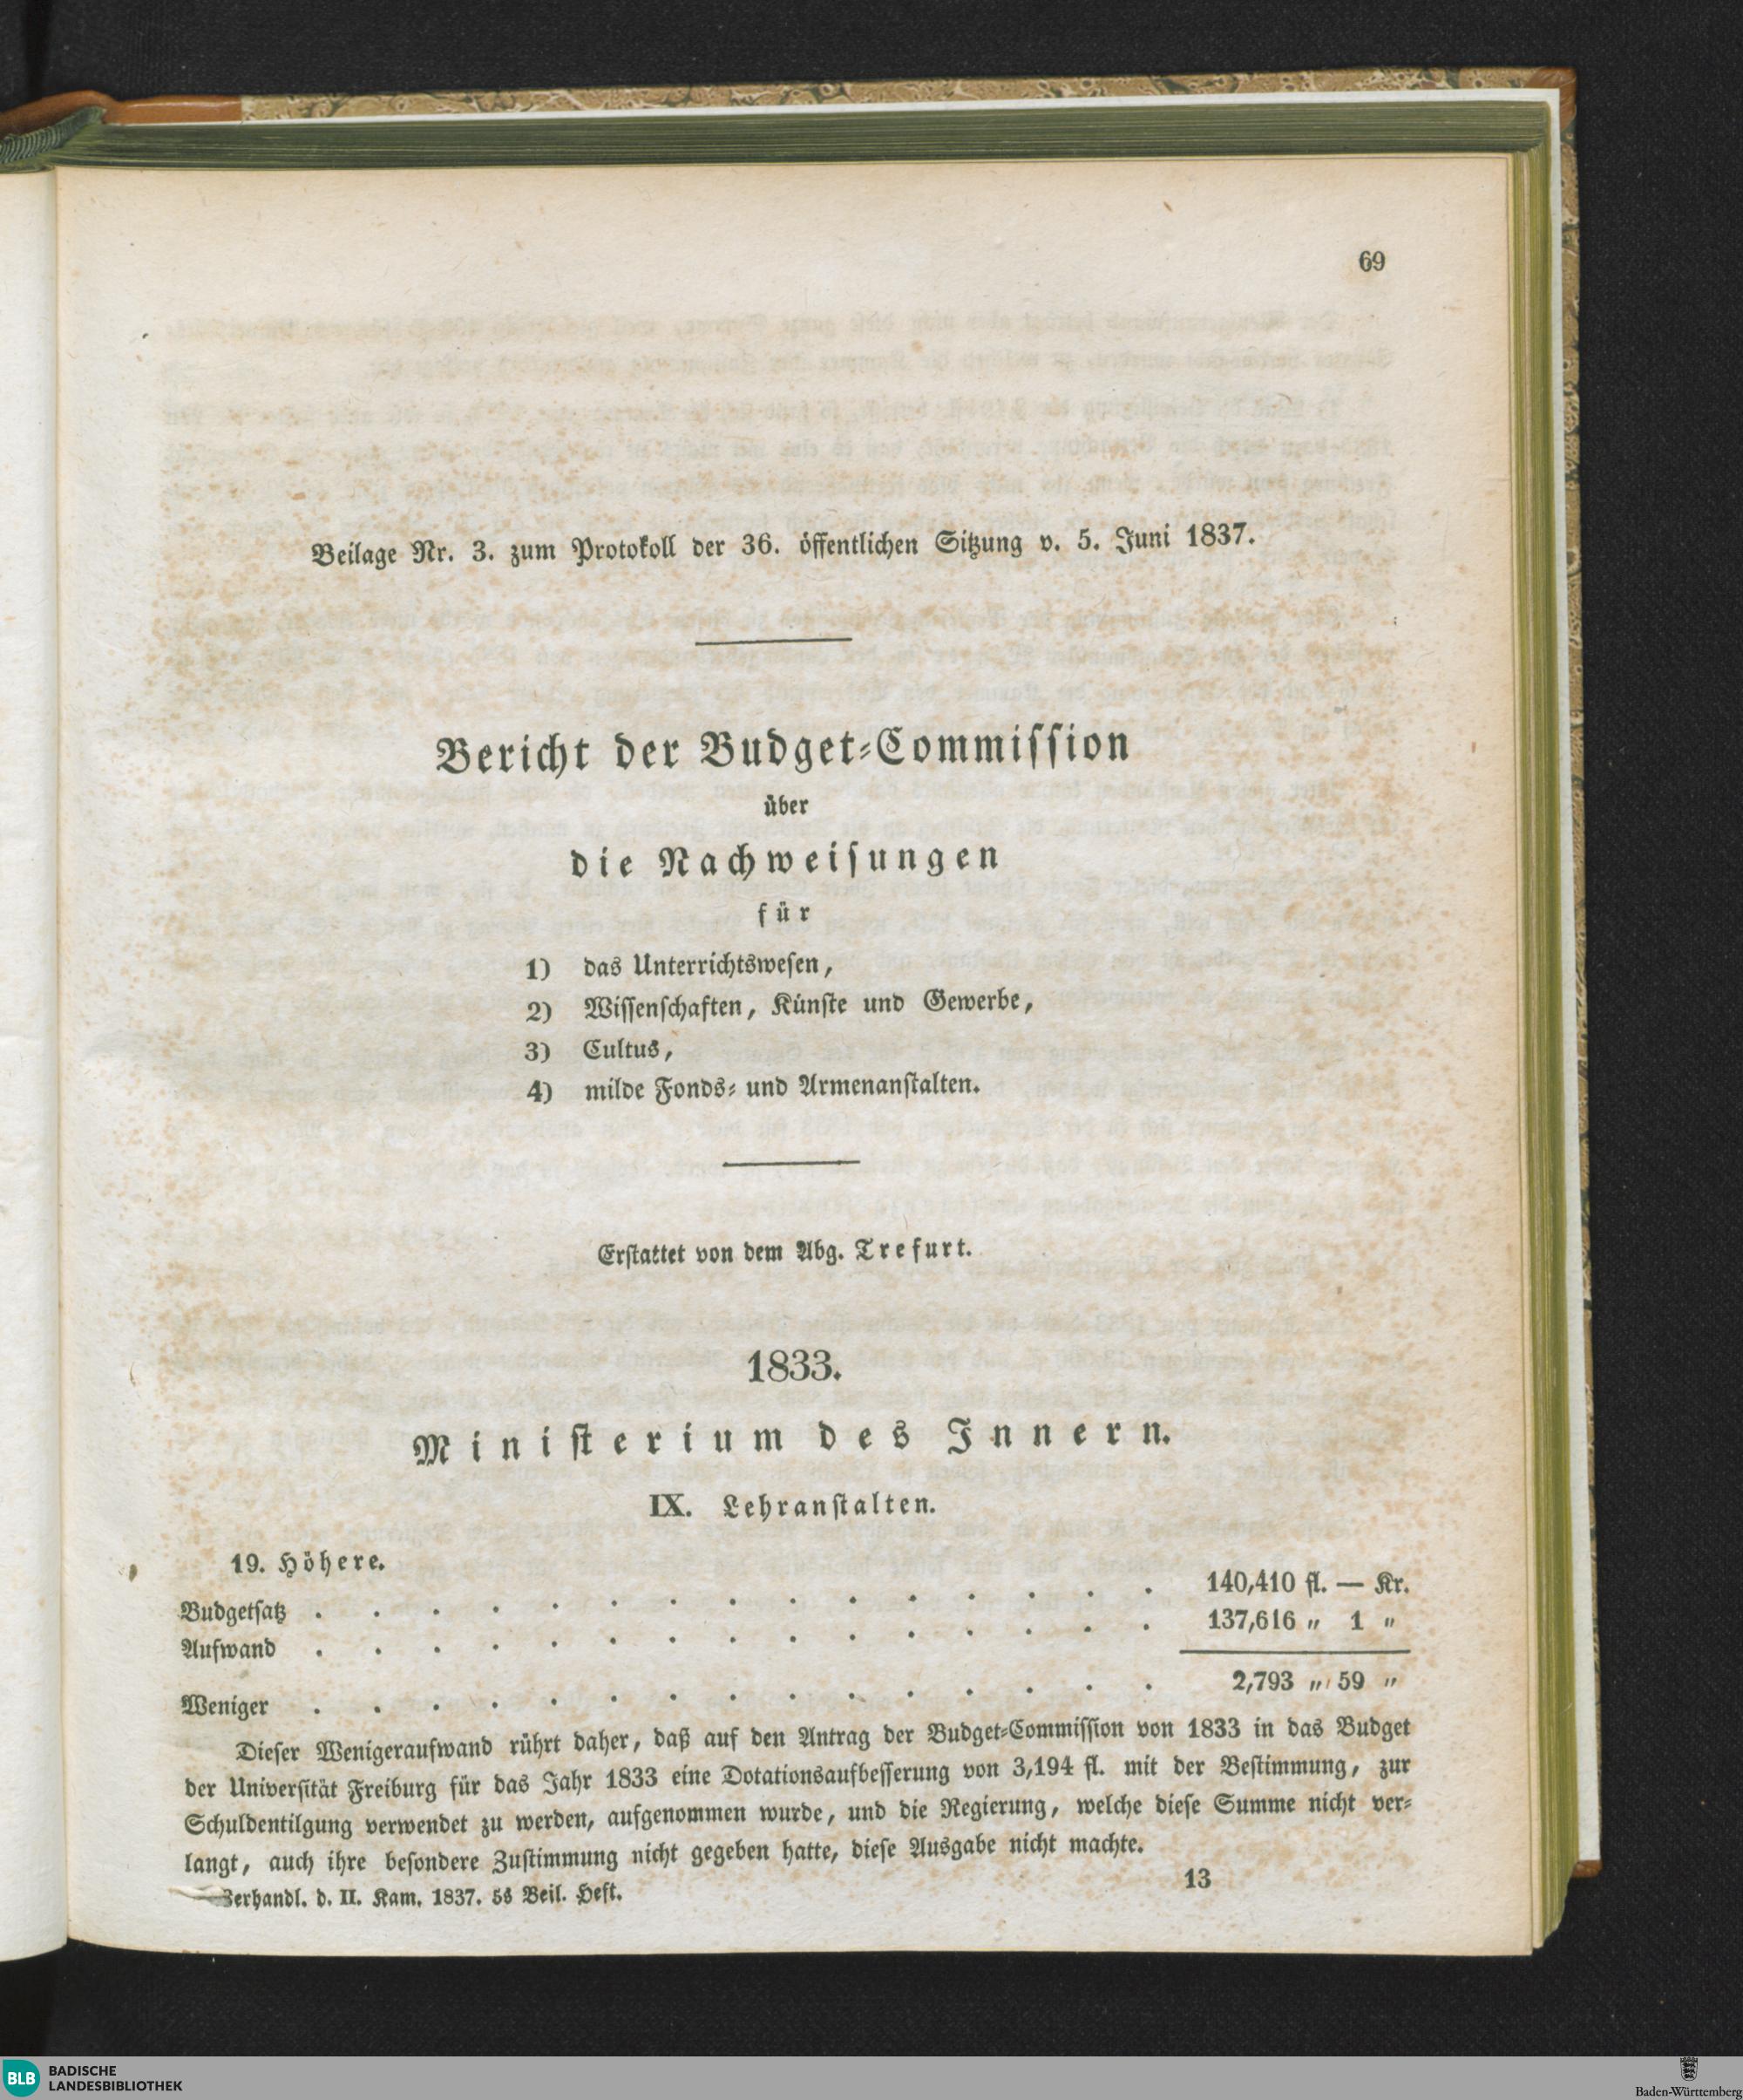 69
Beilage Nr. 3. zum Protokoll der 36. öffentlichen Sitzung v. 5. Juni 1837.
Bericht der Budget-Commission
über
die Nachweisungen
für
1) das Unterrichtswesen,
2) Wissenschaften, Künste und Gewerbe,
3) Cultus,
4) milde Fonds- und Armenanstalten.
Erstattet von dem Abg. Trefurt.
1833.
Ministerium des Innern.
IX. Lehranstalten.
19. Höhere.
Budgetsatz . . . . . . . . . . . . . . . 140,410 fl. — Kr.
Aufwand . . . . . . . . . . . . . . . 137,616 „ 1 „
Weniger . . . . . . . . . . . . . . . 2,793 „ 59 „
Dieser Wenigeraufwand rührt daher, daß auf den Antrag der Budget-Commission von 1833 in das Budget
der Universität Freiburg für das Jahr 1833 eine Dotationsaufbesserung von 3,194 fl. mit der Bestimmung, zur
Schuldentilgung verwendet zu werden, aufgenommen wurde, und die Regierung, welche diese Summe nicht ver-
langt, auch ihre besondere Zustimmung nicht gegeben hatte, diese Ausgabe nicht machte.
Verhandl. d. II. Kam. 1837. 5s Beil. Heft. 13
BLB BADISCHE
LANDESBIBLIOTHEK
Baden-Württemberg